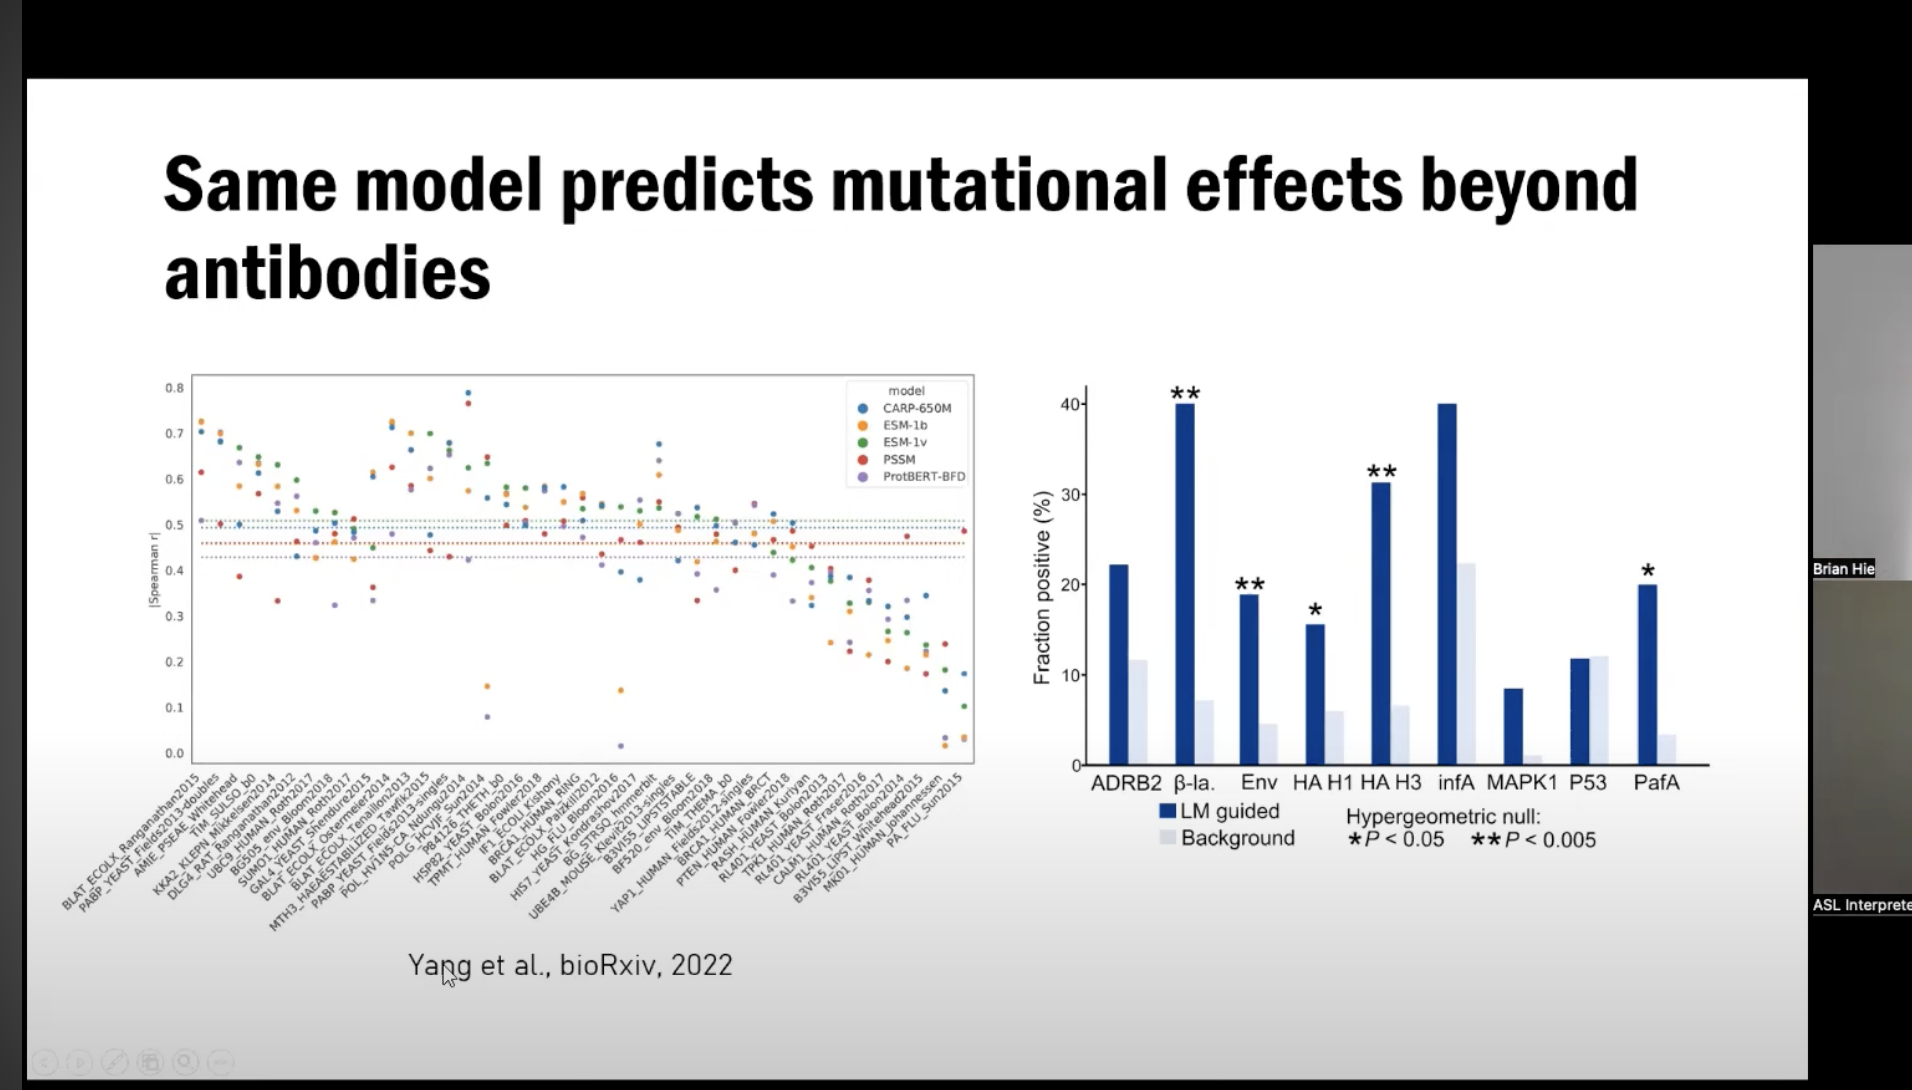 Same model predicts mutational effects beyond
antibodies
|Spearman r|
0.8
0.7
0.6
0.5
0.4
0.3
0.2
0.1
0.0
model
CARP-650M
ESM-1b
ESM-1v
PSSM
ProtBERT-BFD
BLAT_ECOLX_Ranganathan2015
PABP_YEAST_Fields2013-doubles
AMIE_PSEAE_Whitehead
TIM_SULSO_b0
KKA2_KLEPN_Mikkelsen2014
DLG4_RAT_Ranganathan2012
UBC9_HUMAN_Roth2017
BG505_env_Bloom2018
SUMO1_HUMAN_Roth2017
GAL4_YEAST_Shendure2015
BLAT_ECOLX_Ostermeier2014
BLAT_ECOLX_Tenaillon2013
MTH3_HAEAESTABILIZED_Tawfik2015
PABP_YEAST_Fields2013-singles
POL_HV1N5-CA_Ndungu2014
POLG_HCVJF_Sun2014
P84126_THETH_b0
HSP82_YEAST_Bolon2016
TPMT_HUMAN_Fowler2018
IF1_ECOLI_Kishony
BRCA1_HUMAN_RING
BLAT_ECOLX_Palzkill2012
HG_FLU_Bloom2016
HIS7_YEAST_Kondrashov2017
BG_STRSQ_hmmerbit
UBE4B_MOUSE_Klevit2013-singles
B3VI55_LIPSTSTABLE
BF520_env_Bloom2018
TIM_THEMA_b0
YAP1_HUMAN_Fields2012-singles
BRCA1_HUMAN_BRCT
PTEN_HUMAN_Fowler2018
RASH_HUMAN_Kuriyan
RL401_YEAST_Bolon2013
TPK1_HUMAN_Roth2017
RL401_YEAST_Fraser2016
CALM1_HUMAN_Roth2017
RL401_YEAST_Bolon2014
B3VI55_LIPST_Whitehead2015
MK01_HUMAN_Johannessen
PA_FLU_Sun2015
Yang et al., bioRxiv, 2022
Fraction positive (%)
40
30
20
10
0
**
**
*
**
*
ADRB2 β-la. Env HA H1 HA H3 infA MAPK1 P53 PafA
LM guided
Background
Hypergeometric null:
*P < 0.05 **P < 0.005
Brian Hie
ASL Interprete